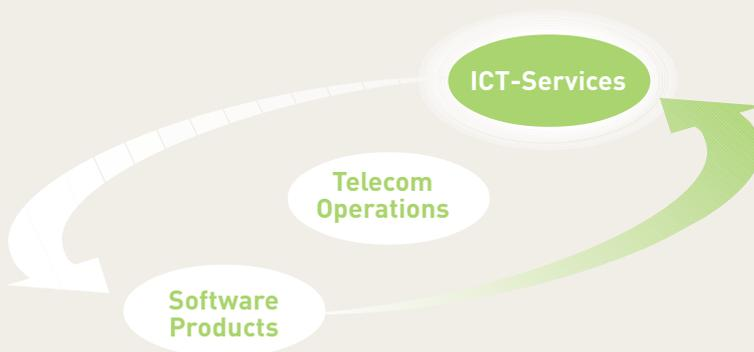 ICT-Services
Telecom
Operations
Software
Products